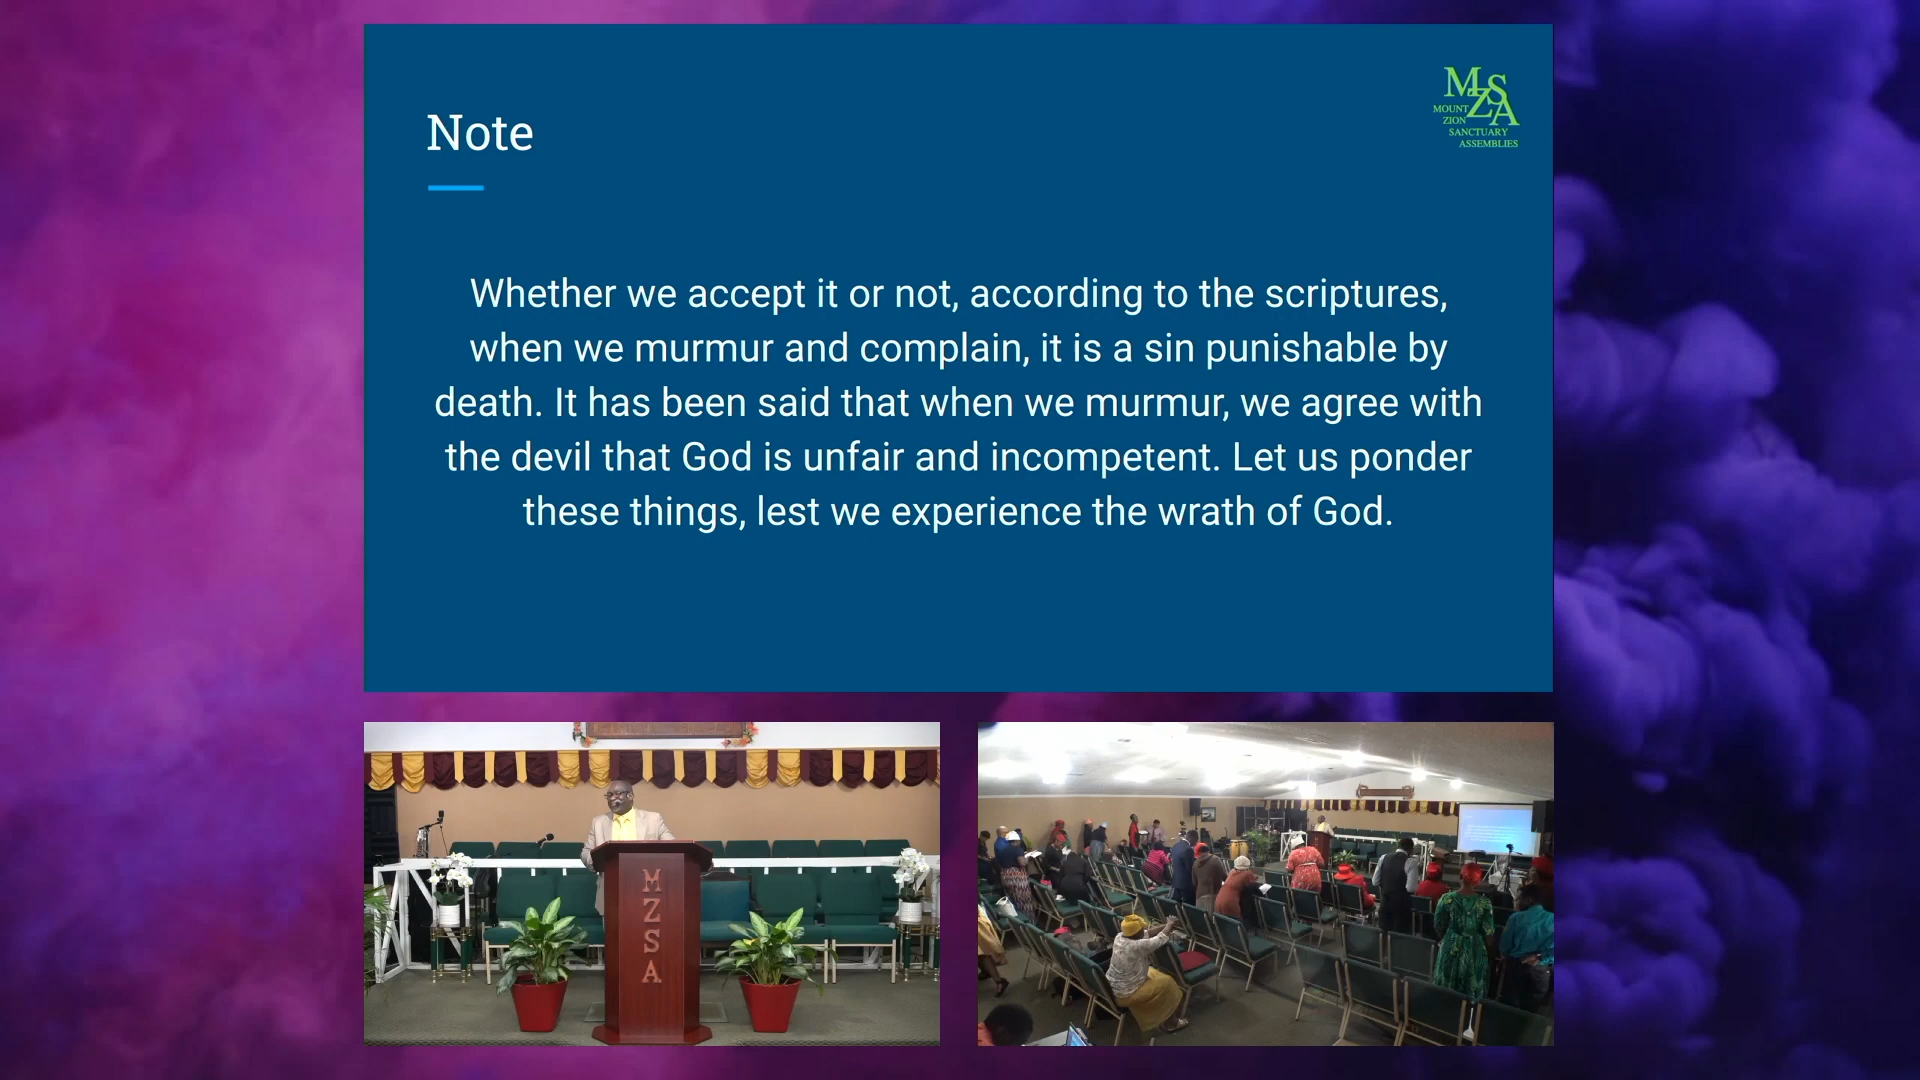 Note
MZSA
MOUNT
ZION
SANCTUARY
ASSEMBLIES
Whether we accept it or not, according to the scriptures,
when we murmur and complain, it is a sin punishable by
death. It has been said that when we murmur, we agree with
the devil that God is unfair and incompetent. Let us ponder
these things, lest we experience the wrath of God.
M
Z
S
A